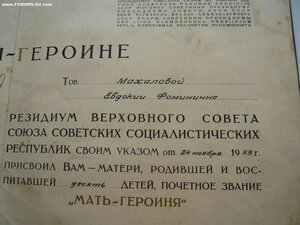 www.FORUMS-SU.com
И-ГЕРОИНЕ
Тов. Махаловой
Евдокии Фоминичне
РЕЗИДИУМ ВЕРХОВНОГО СОВЕТА
СОЮЗА СОВЕТСКИХ СОЦИАЛИСТИЧЕСКИХ
РЕСПУБЛИК СВОИМ УКАЗОМ от 24 ноября 1953 г.
ПРИСВОИЛ ВАМ—МАТЕРИ, РОДИВШЕЙ И ВОС-
ПИТАВШЕЙ десять ДЕТЕЙ, ПОЧЕТНОЕ ЗВАНИЕ
„МАТЬ-ГЕРОИНЯ"